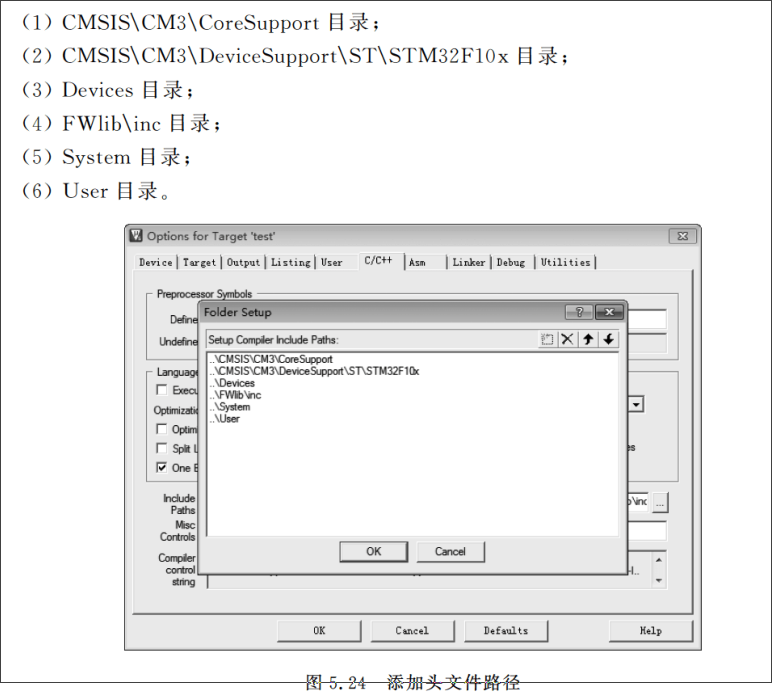 (1) CMSIS\CM3\CoreSupport 目录;
(2) CMSIS\CM3\DeviceSupport\ST\STM32F10x 目录;
(3) Devices 目录;
(4) FWlib\inc 目录;
(5) System 目录;
(6) User 目录。
Options for Target 'test'
Device Target Output Listing User C/C++ Asm Linker Debug Utilities
Preprocessor Symbols
Folder Setup
Define
Undefine
Setup Compiler Include Paths:
..\CMSIS\CM3\CoreSupport
..\CMSIS\CM3\DeviceSupport\ST\STM32F10x
..\Devices
..\FWlib\inc
..\System
..\User
Language
Execu
Optimizatio
Optim
Split L
One E
es
Include
Paths
\inc ...
Misc
Controls
OK Cancel
Compiler
control
string
OK Cancel Defaults Help
图 5.24 添加头文件路径